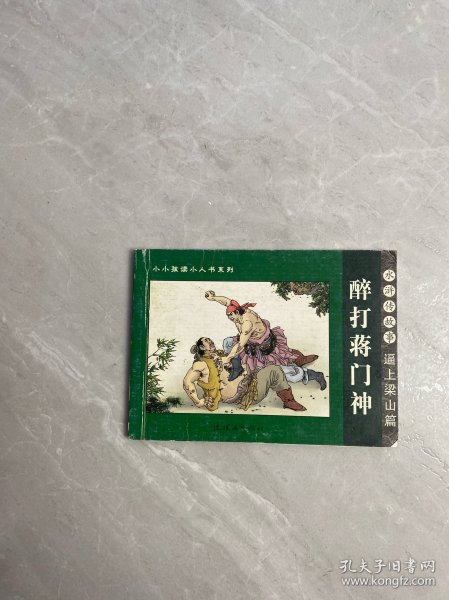 小小孩读小人书系列
醉打蒋门神
水浒传故事
逼上梁山篇
孔夫子旧书网
www.kongfz.com